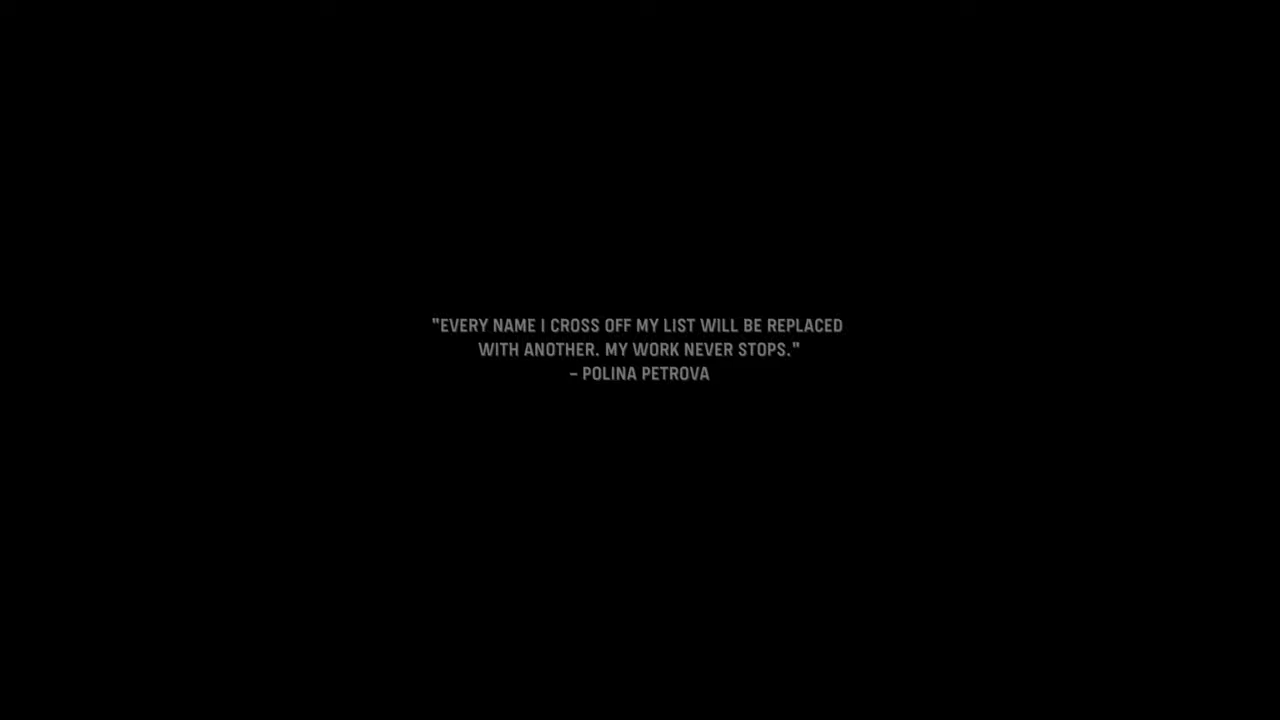 "EVERY NAME I CROSS OFF MY LIST WILL BE REPLACED
WITH ANOTHER. MY WORK NEVER STOPS."
– POLINA PETROVA